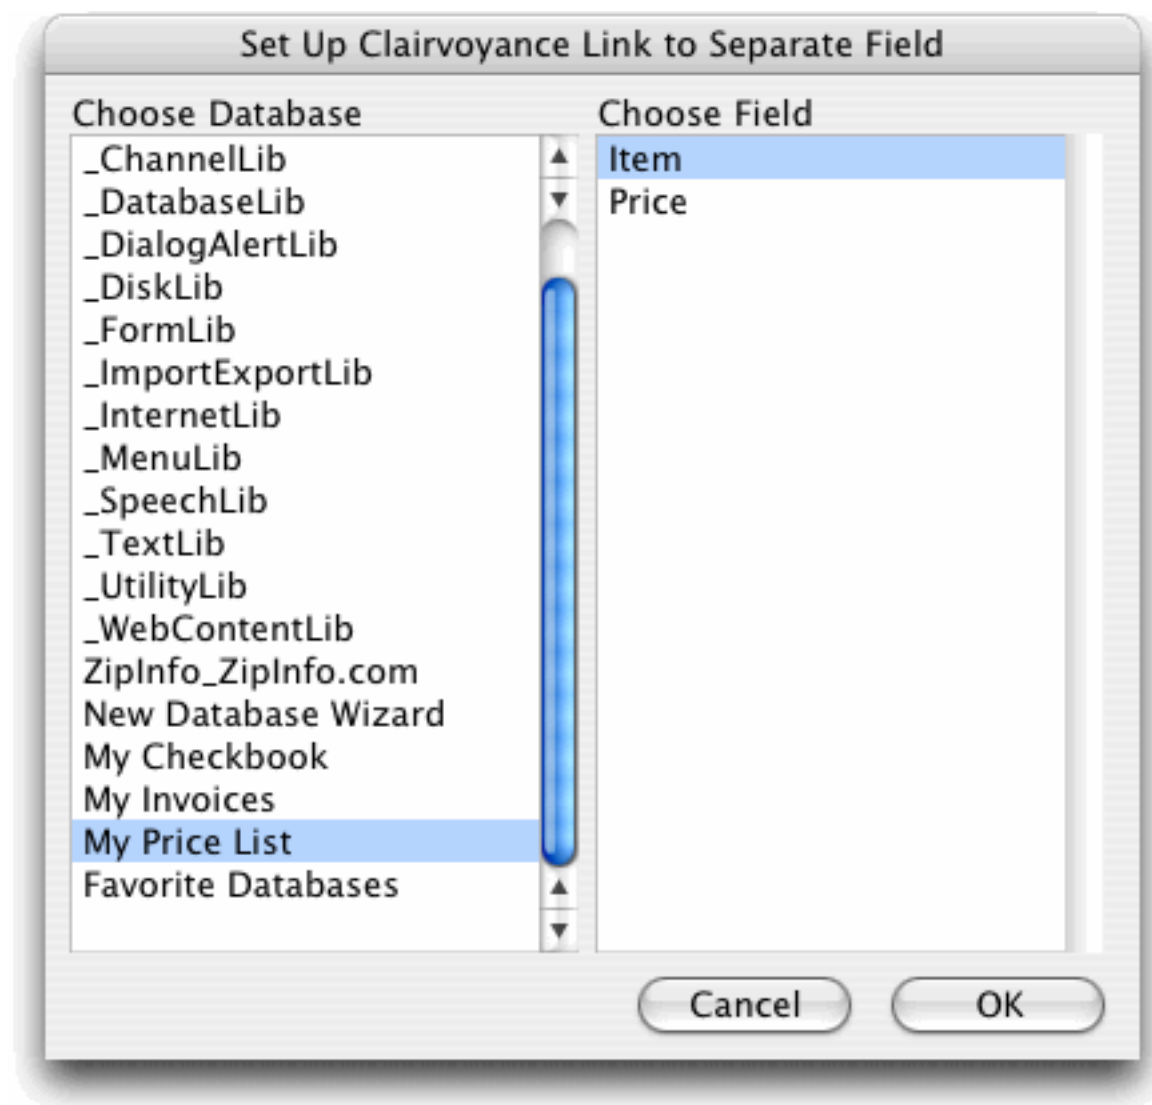 Set Up Clairvoyance Link to Separate Field
Choose Database
_ChannelLib
_DatabaseLib
_DialogAlertLib
_DiskLib
_FormLib
_ImportExportLib
_InternetLib
_MenuLib
_SpeechLib
_TextLib
_UtilityLib
_WebContentLib
ZipInfo_ZipInfo.com
New Database Wizard
My Checkbook
My Invoices
My Price List
Favorite Databases
Choose Field
Item
Price
Cancel
OK